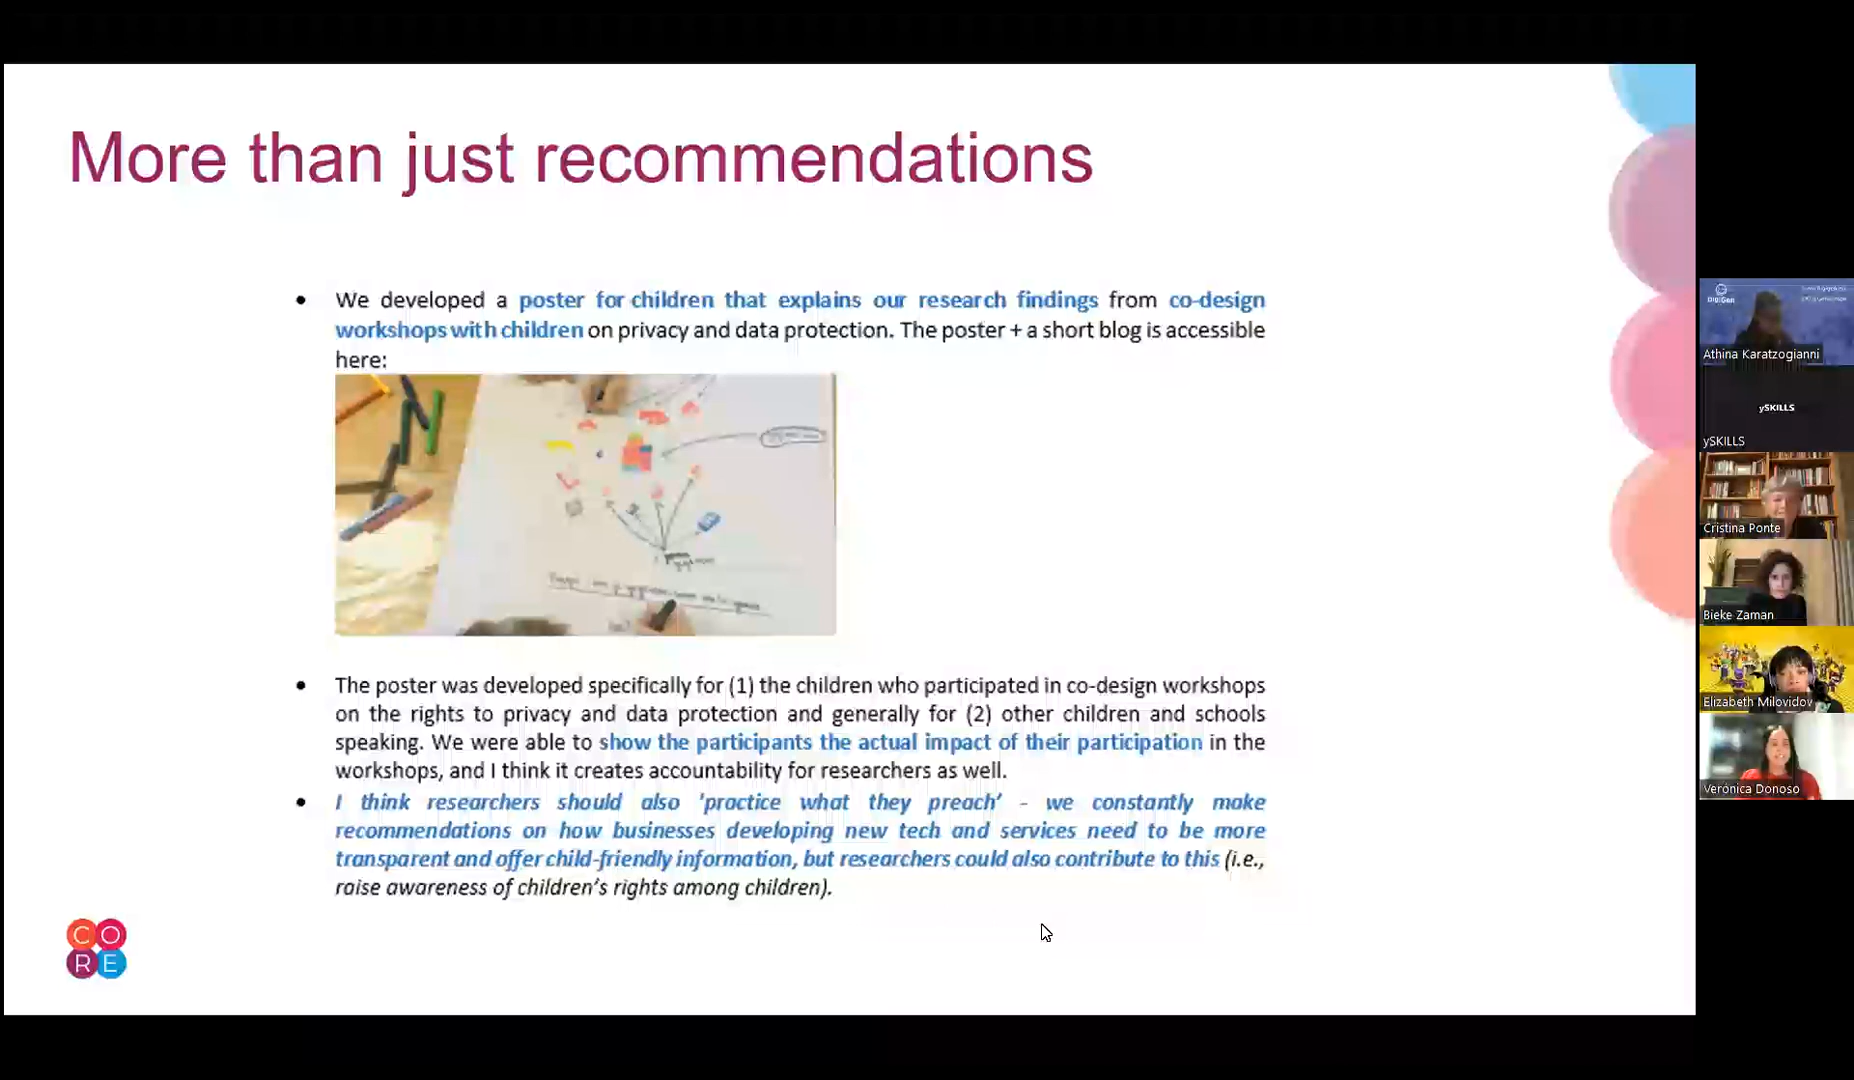 More than just recommendations
• We developed a poster for children that explains our research findings from co-design
workshops with children on privacy and data protection. The poster + a short blog is accessible
here:
• The poster was developed specifically for (1) the children who participated in co-design workshops
on the rights to privacy and data protection and generally for (2) other children and schools
speaking. We were able to show the participants the actual impact of their participation in the
workshops, and I think it creates accountability for researchers as well.
• I think researchers should also 'practice what they preach' - we constantly make
recommendations on how businesses developing new tech and services need to be more
transparent and offer child-friendly information, but researchers could also contribute to this (i.e.,
raise awareness of children's rights among children).
CO
RE
DigiGen
Athina Karatzogianni
ySKILLS
ySKILLS
Cristina Ponte
Bieke Zaman
Elizabeth Milovidov
Verónica Donoso